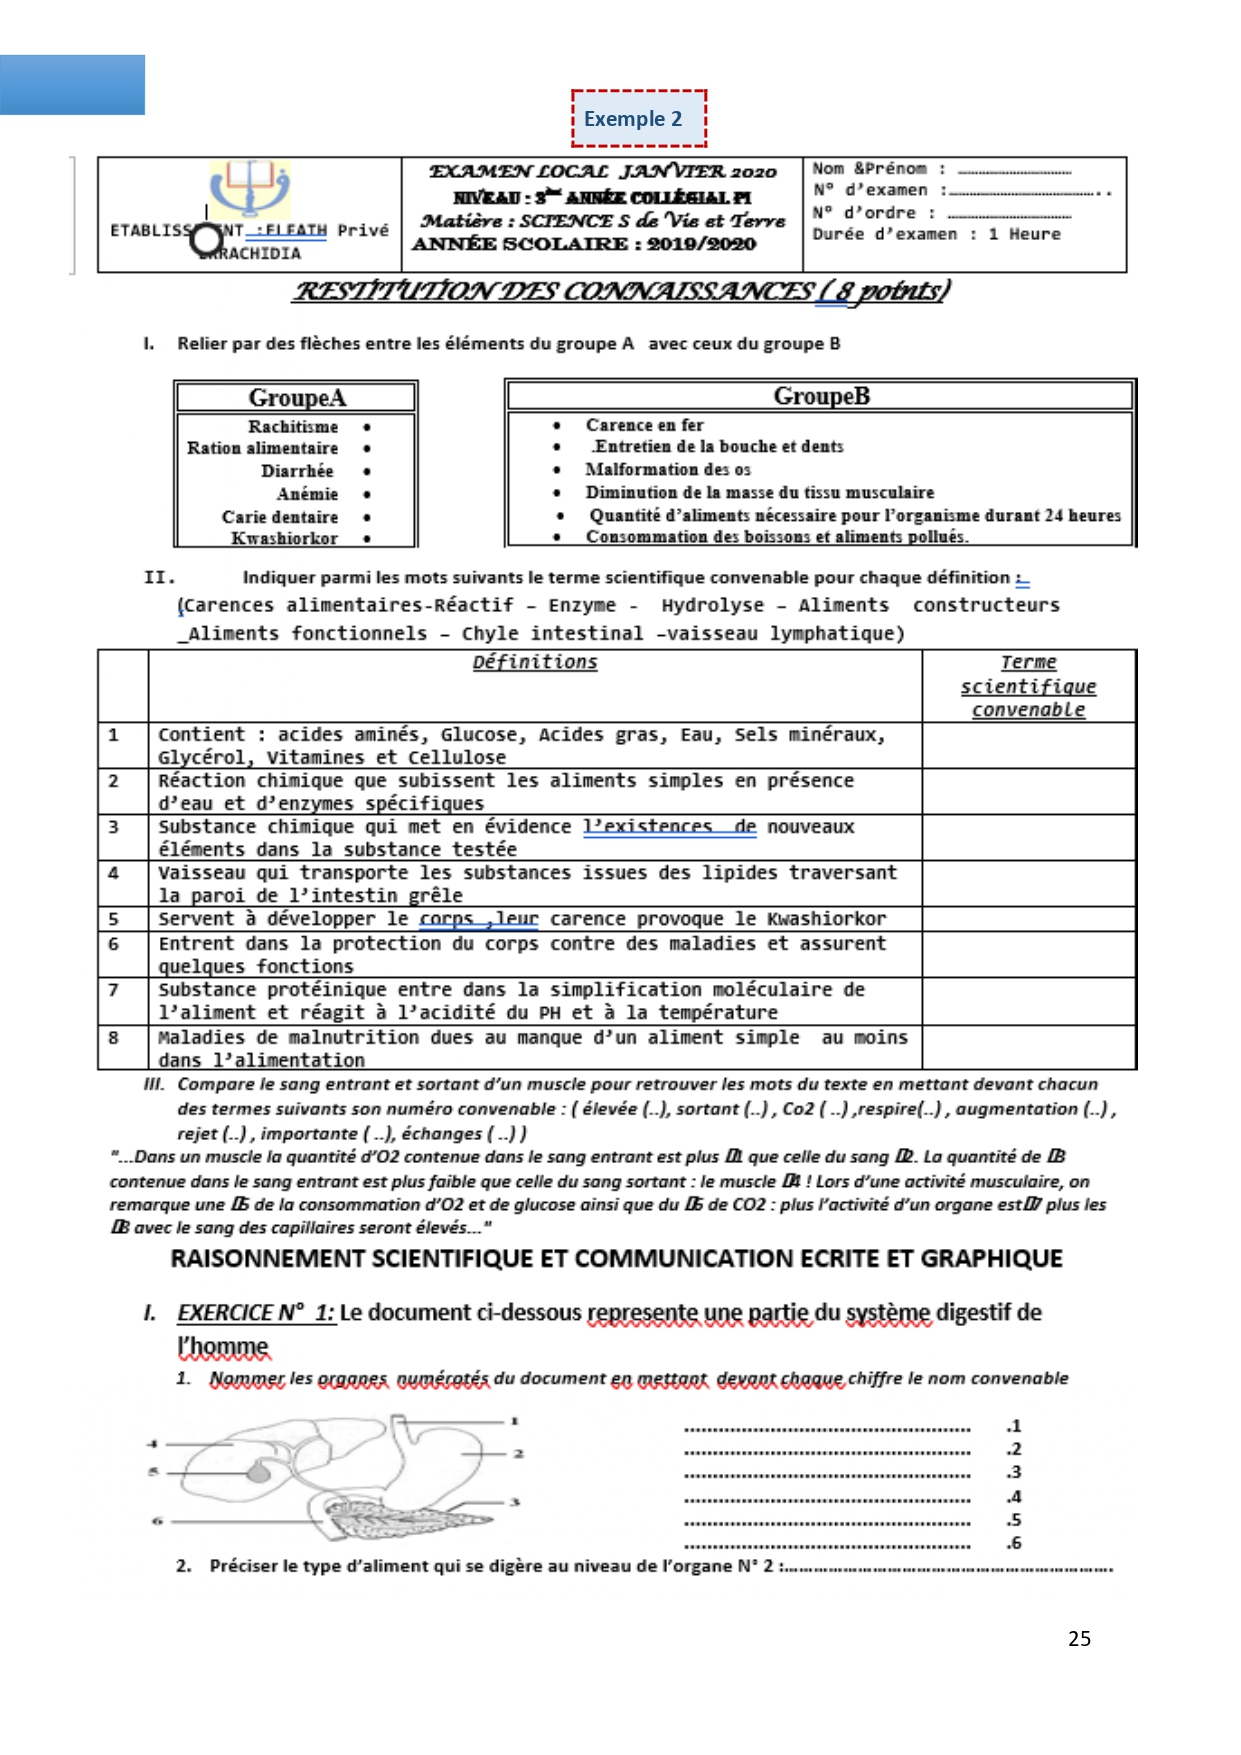 Exemple 2
ETABLISSEMENT :ELFATH Privé
ERRACHIDIA
EXAMEN LOCAL JANVIER 2020
NIVEAU : 3ème ANNÉE COLLÉGIAL PI
Matière : SCIENCE S de Vie et Terre
ANNÉE SCOLAIRE : 2019/2020
Nom &Prénom : ……………………………
N° d'examen :……………………………………..
N° d'ordre : ………………………………
Durée d'examen : 1 Heure
RESTITUTION DES CONNAISSANCES ( 8 points)
I. Relier par des flèches entre les éléments du groupe A avec ceux du groupe B
GroupeA
Rachitisme •
Ration alimentaire •
Diarrhée •
Anémie •
Carie dentaire •
Kwashiorkor •
GroupeB
• Carence en fer
• .Entretien de la bouche et dents
• Malformation des os
• Diminution de la masse du tissu musculaire
• Quantité d'aliments nécessaire pour l'organisme durant 24 heures
• Consommation des boissons et aliments pollués.
II. Indiquer parmi les mots suivants le terme scientifique convenable pour chaque définition :
(Carences alimentaires-Réactif – Enzyme - Hydrolyse – Aliments constructeurs
_Aliments fonctionnels – Chyle intestinal –vaisseau lymphatique)
Définitions
Terme
scientifique
convenable
1 Contient : acides aminés, Glucose, Acides gras, Eau, Sels minéraux,
Glycérol, Vitamines et Cellulose
2 Réaction chimique que subissent les aliments simples en présence
d'eau et d'enzymes spécifiques
3 Substance chimique qui met en évidence l'existences de nouveaux
éléments dans la substance testée
4 Vaisseau qui transporte les substances issues des lipides traversant
la paroi de l'intestin grêle
5 Servent à développer le corps ,leur carence provoque le Kwashiorkor
6 Entrent dans la protection du corps contre des maladies et assurent
quelques fonctions
7 Substance protéinique entre dans la simplification moléculaire de
l'aliment et réagit à l'acidité du PH et à la température
8 Maladies de malnutrition dues au manque d'un aliment simple au moins
dans l'alimentation
III. Compare le sang entrant et sortant d'un muscle pour retrouver les mots du texte en mettant devant chacun
des termes suivants son numéro convenable : ( élevée (..), sortant (..) , Co2 ( ..) ,respire(..) , augmentation (..) ,
rejet (..) , importante ( ..), échanges ( ..) )
"...Dans un muscle la quantité d'O2 contenue dans le sang entrant est plus 1 que celle du sang 2. La quantité de 3
contenue dans le sang entrant est plus faible que celle du sang sortant : le muscle 4 ! Lors d'une activité musculaire, on
remarque une 5 de la consommation d'O2 et de glucose ainsi que du 6 de CO2 : plus l'activité d'un organe est 7 plus les
8 avec le sang des capillaires seront élevés..."
RAISONNEMENT SCIENTIFIQUE ET COMMUNICATION ECRITE ET GRAPHIQUE
I. EXERCICE N° 1: Le document ci-dessous represente une partie du système digestif de
l'homme
1. Nommer les organes numérotés du document en mettant devant chaque chiffre le nom convenable
1
2
3
4
5
6
.................................................... .1
.................................................... .2
.................................................... .3
.................................................... .4
.................................................... .5
.................................................... .6
2. Préciser le type d'aliment qui se digère au niveau de l'organe N° 2 :……………………………………………………………….
25